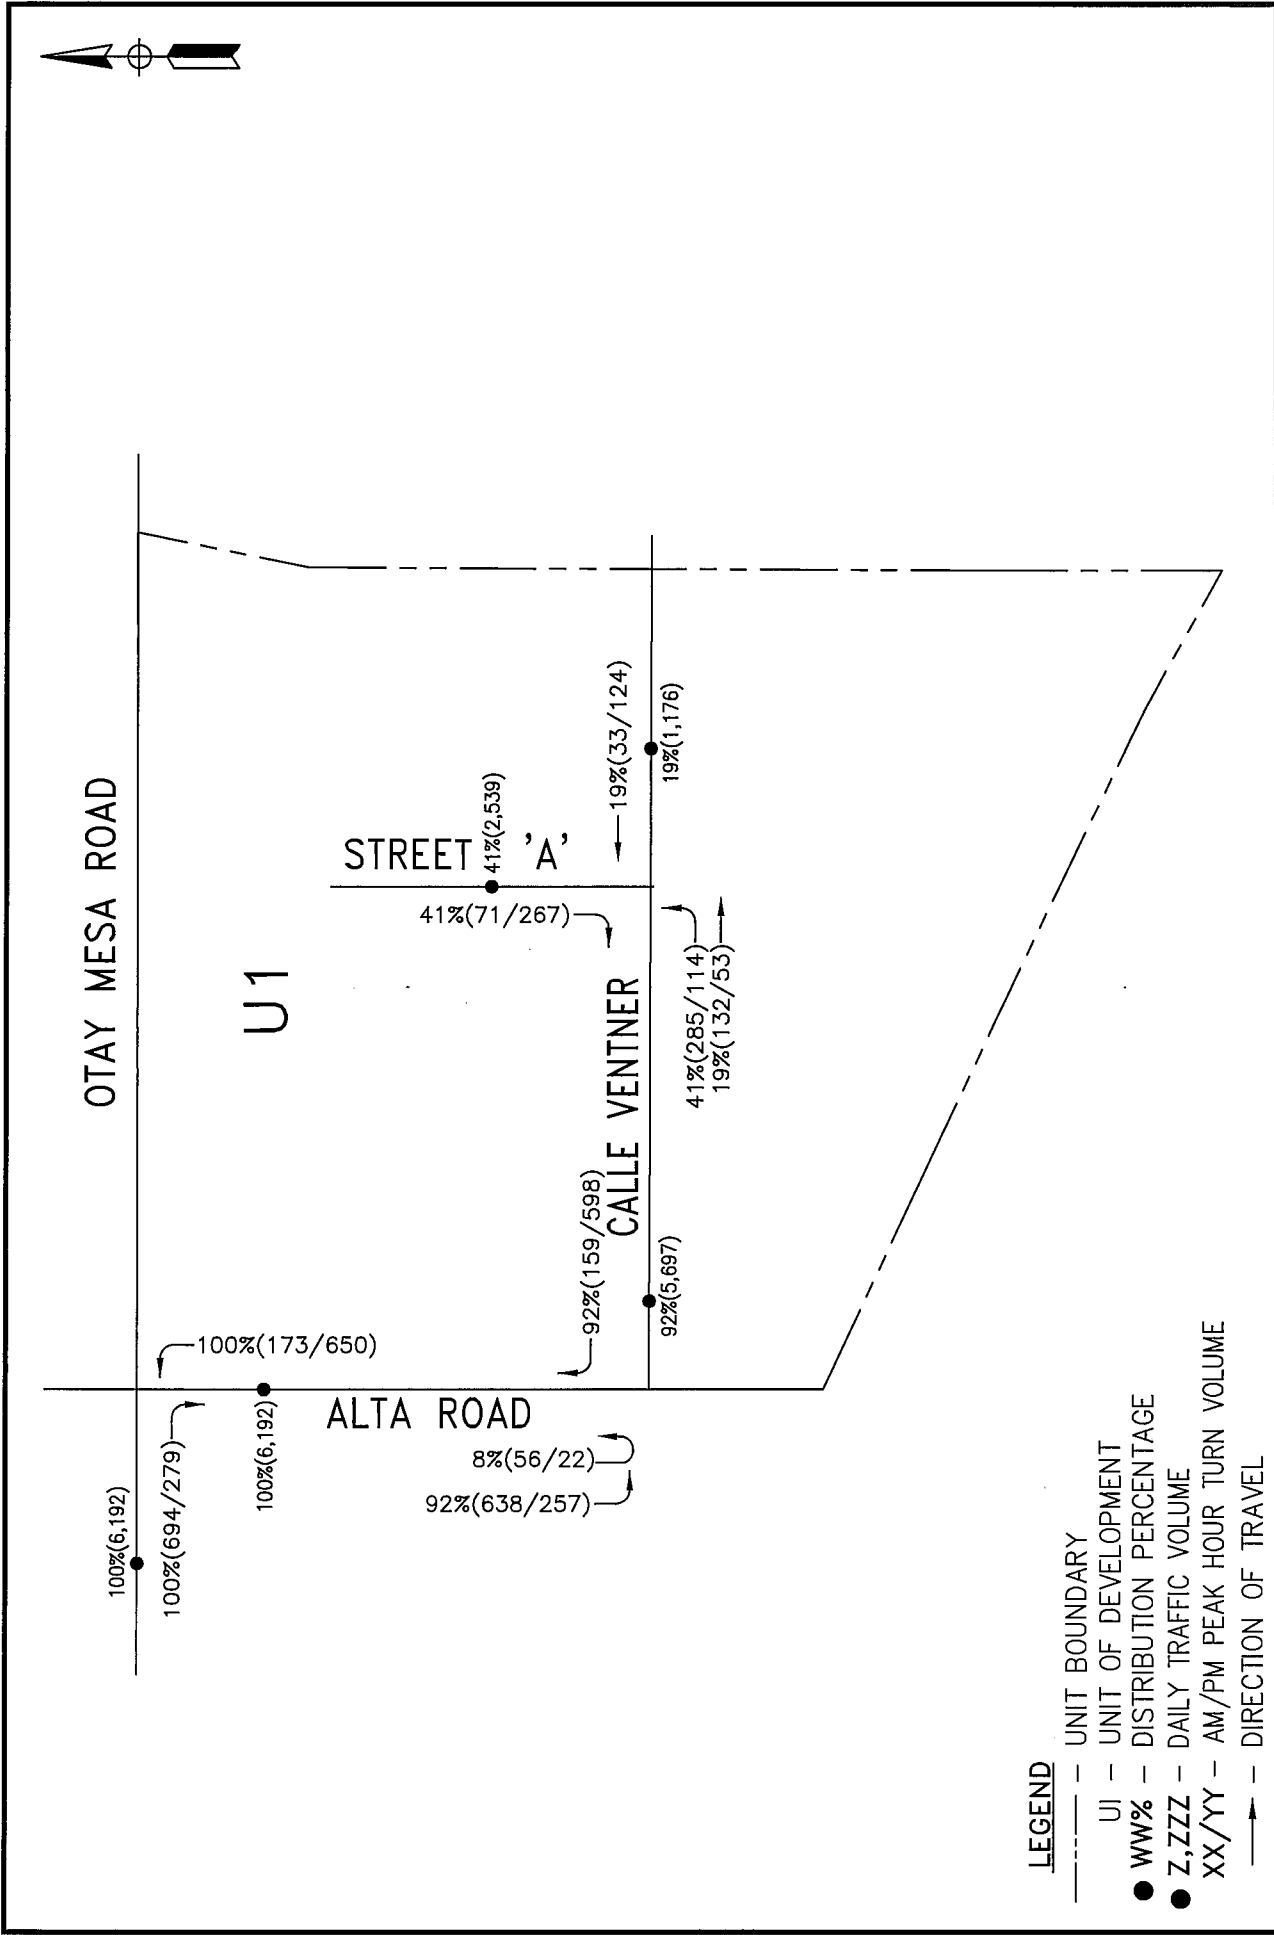 OTAY MESA ROAD
U1
STREET 'A'
41%(2,539)
41%(71/267)
19%(33/124)
19%(1,176)
CALLE VENTNER
41%(285/114)
19%(132/53)
92%(159/598)
92%(5,697)
100%(173/650)
ALTA ROAD
100%(6,192)
100%(694/279)
100%(6,192)
8%(56/22)
92%(638/257)
LEGEND
— UNIT BOUNDARY
UI — UNIT OF DEVELOPMENT
WW% — DISTRIBUTION PERCENTAGE
Z,ZZZ — DAILY TRAFFIC VOLUME
XX/YY — AM/PM PEAK HOUR TURN VOLUME
— DIRECTION OF TRAVEL